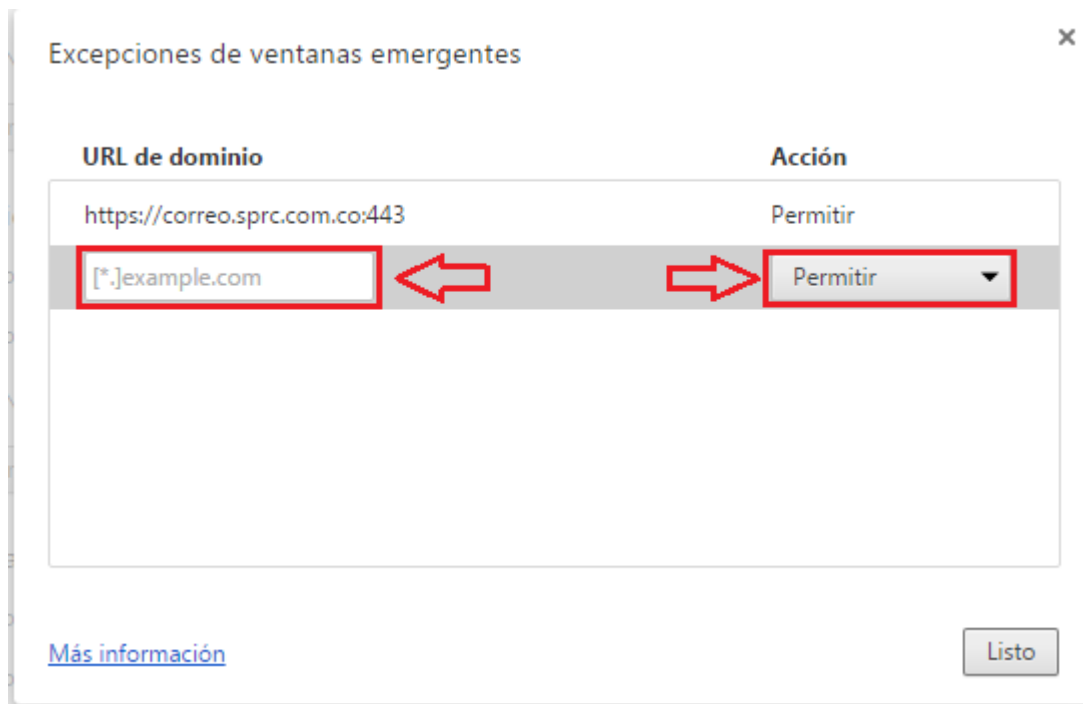 Excepciones de ventanas emergentes
URL de dominio Acción
https://correo.sprc.com.co:443 Permitir
[*.]example.com Permitir
Más información Listo